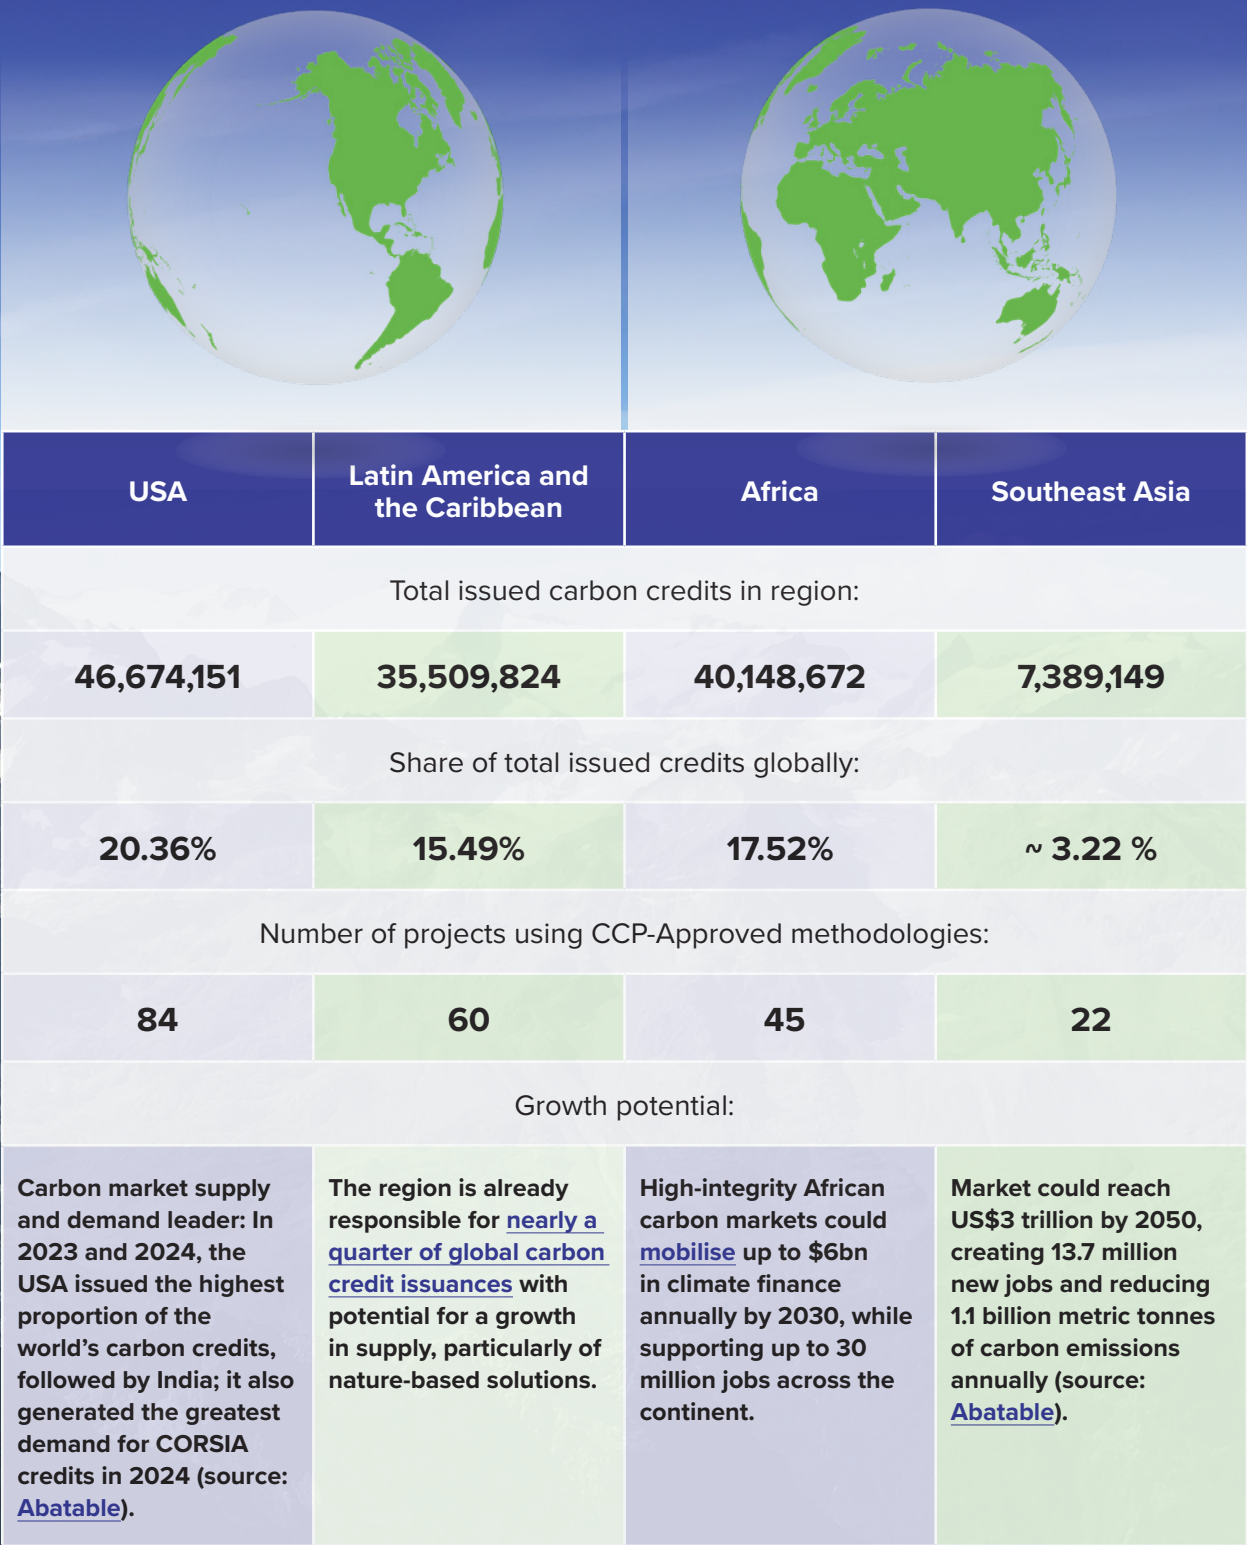 USA
Latin America and
the Caribbean
Africa
Southeast Asia
Total issued carbon credits in region:
46,674,151
35,509,824
40,148,672
7,389,149
Share of total issued credits globally:
20.36%
15.49%
17.52%
~ 3.22 %
Number of projects using CCP-Approved methodologies:
84
60
45
22
Growth potential:
Carbon market supply
and demand leader: In
2023 and 2024, the
USA issued the highest
proportion of the
world’s carbon credits,
followed by India; it also
generated the greatest
demand for CORSIA
credits in 2024 (source:
Abatable).
The region is already
responsible for nearly a
quarter of global carbon
credit issuances with
potential for a growth
in supply, particularly of
nature-based solutions.
High-integrity African
carbon markets could
mobilise up to $6bn
in climate finance
annually by 2030, while
supporting up to 30
million jobs across the
continent.
Market could reach
US$3 trillion by 2050,
creating 13.7 million
new jobs and reducing
1.1 billion metric tonnes
of carbon emissions
annually (source:
Abatable).